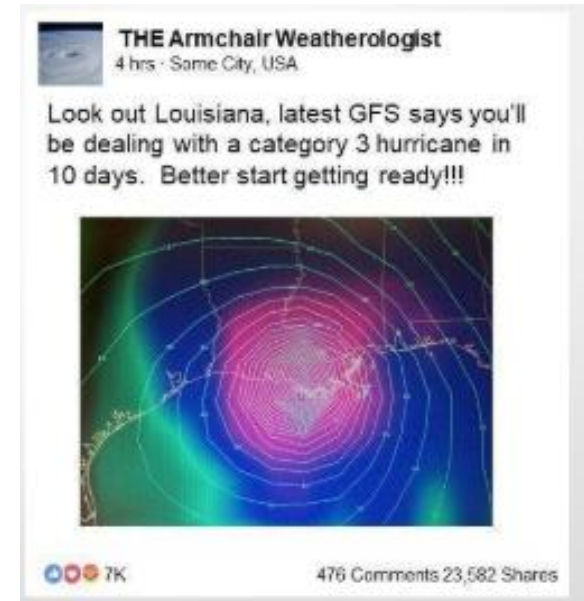 THE Armchair Weatherologist
4 hrs · Some City, USA
Look out Louisiana, latest GFS says you'll
be dealing with a category 3 hurricane in
10 days.  Better start getting ready!!!
7K
476 Comments 23,582 Shares